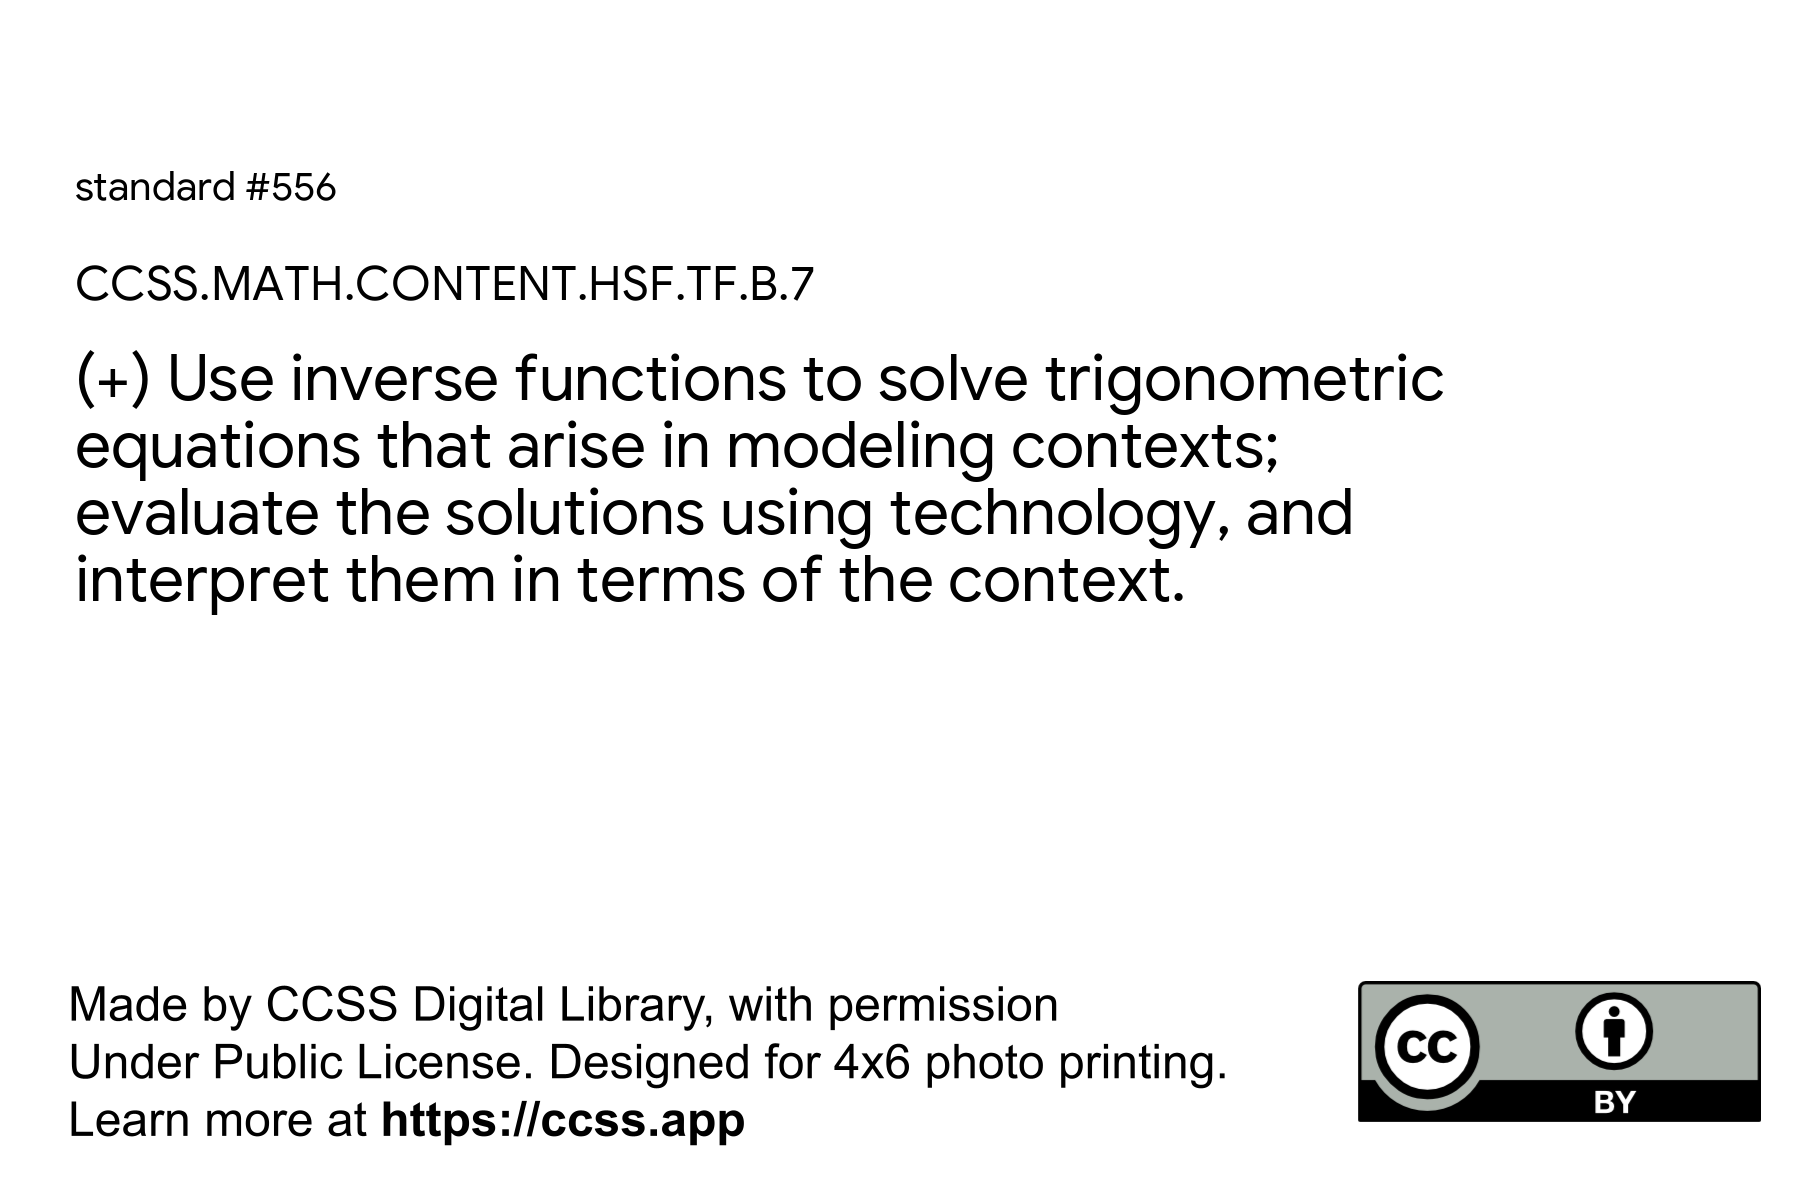 standard #556
CCSS.MATH.CONTENT.HSF.TF.B.7
(+) Use inverse functions to solve trigonometric
equations that arise in modeling contexts;
evaluate the solutions using technology, and
interpret them in terms of the context.
Made by CCSS Digital Library, with permission
Under Public License. Designed for 4x6 photo printing.
Learn more at https://ccss.app
cc
BY